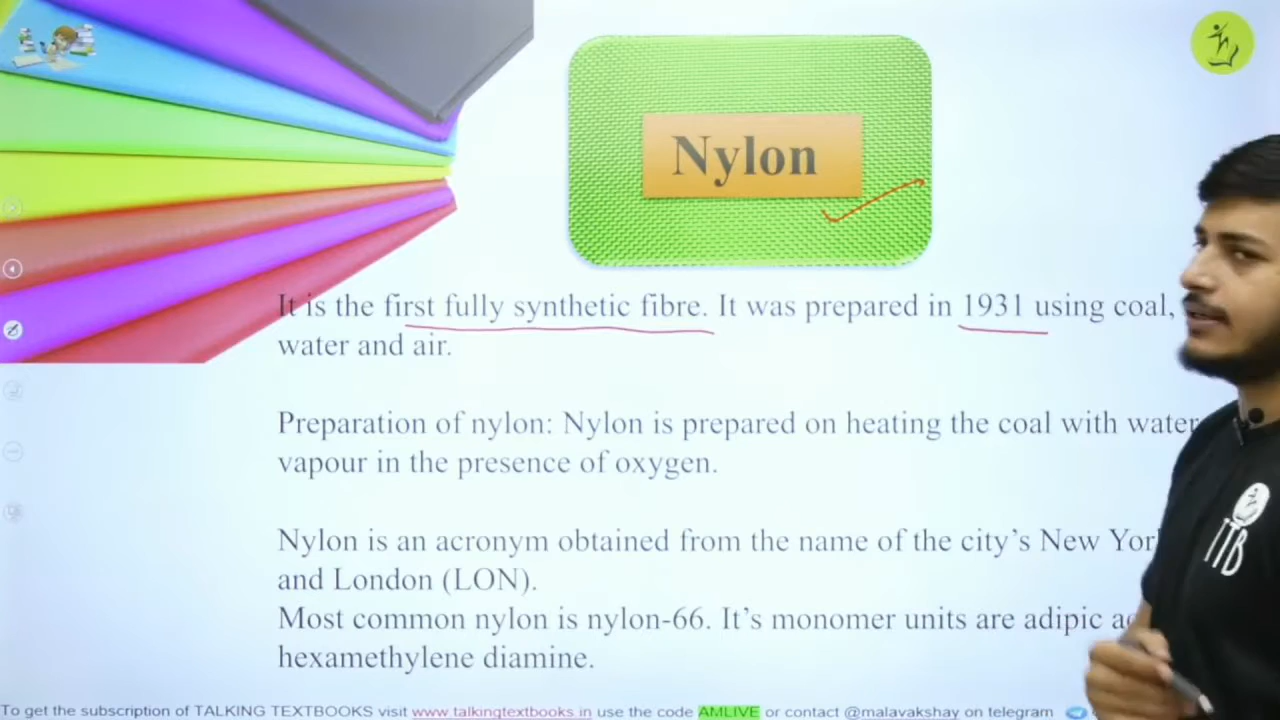 Nylon
It is the first fully synthetic fibre. It was prepared in 1931 using coal,
water and air.
Preparation of nylon: Nylon is prepared on heating the coal with water
vapour in the presence of oxygen.
Nylon is an acronym obtained from the name of the city's New
and London (LON).
Most common nylon is nylon-66. It's monomer units are adipic
hexamethylene diamine.
TTB
To get the subscription of TALKING TEXTBOOKS visit www.talkingtextbooks.in use the code AMLIVE or contact @malavakshay on telegram